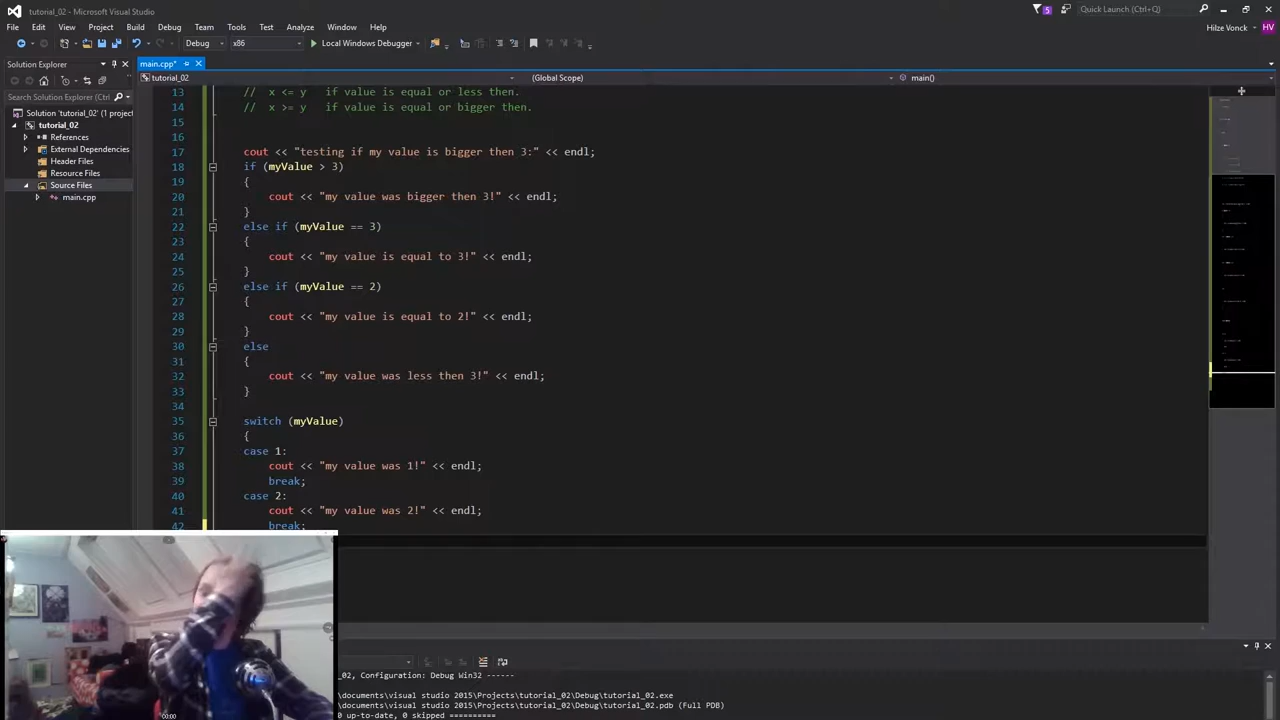 tutorial_02 - Microsoft Visual Studio
5
Quick Launch (Ctrl+Q)
File Edit View Project Build Debug Team Tools Test Analyze Window Help
Hilze Vonck HV
Debug x86 Local Windows Debugger
Solution Explorer
main.cpp*
tutorial_02 (Global Scope) main()
Search Solution Explorer (Ctrl
Solution 'tutorial_02' (1 projec
tutorial_02
References
External Dependencies
Header Files
Resource Files
Source Files
main.cpp
13 // x <= y if value is equal or less then.
14 // x >= y if value is equal or bigger then.
15
16
17 cout << "testing if my value is bigger then 3:" << endl;
18 if (myValue > 3)
19 {
20 cout << "my value was bigger then 3!" << endl;
21 }
22 else if (myValue == 3)
23 {
24 cout << "my value is equal to 3!" << endl;
25 }
26 else if (myValue == 2)
27 {
28 cout << "my value is equal to 2!" << endl;
29 }
30 else
31 {
32 cout << "my value was less then 3!" << endl;
33 }
34
35 switch (myValue)
36 {
37 case 1:
38 cout << "my value was 1!" << endl;
39 break;
40 case 2:
41 cout << "my value was 2!" << endl;
42 break;
_02, Configuration: Debug Win32 ------
\documents\visual studio 2015\Projects\tutorial_02\Debug\tutorial_02.exe
\documents\visual studio 2015\Projects\tutorial_02\Debug\tutorial_02.pdb (Full PDB)
0 up-to-date, 0 skipped ==========
00:00